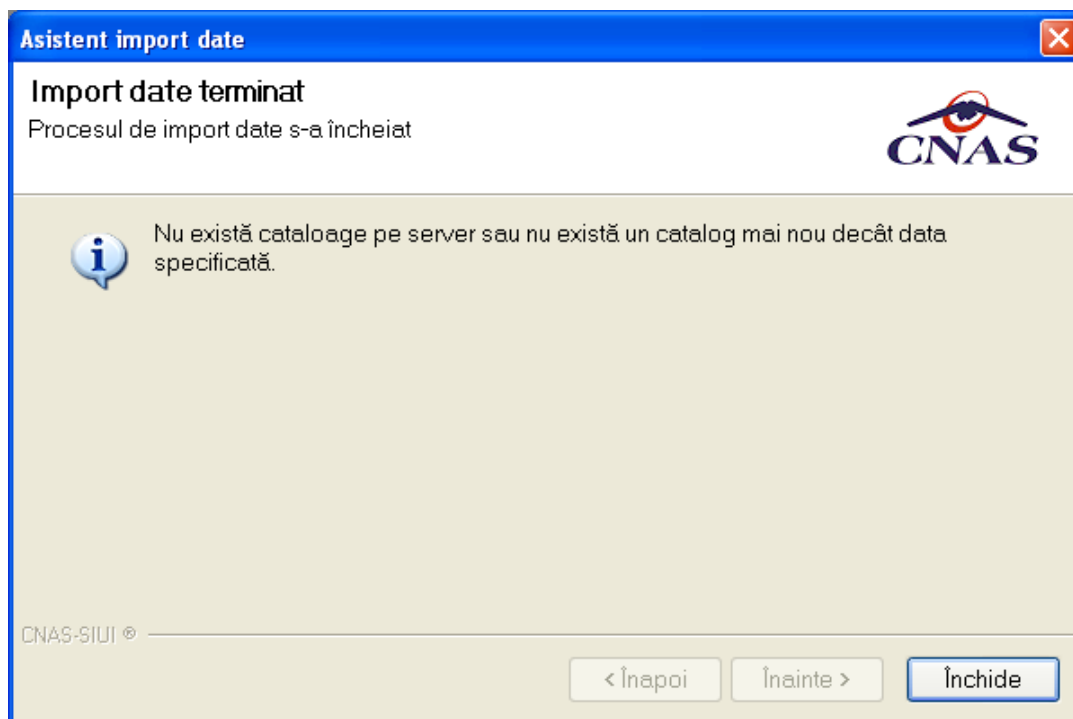 Asistent import date
Import date terminat
Procesul de import date s-a încheiat
CNAS
Nu există cataloage pe server sau nu există un catalog mai nou decât data
specificată.
CNAS-SIUI ®
< Înapoi
Înainte >
Închide